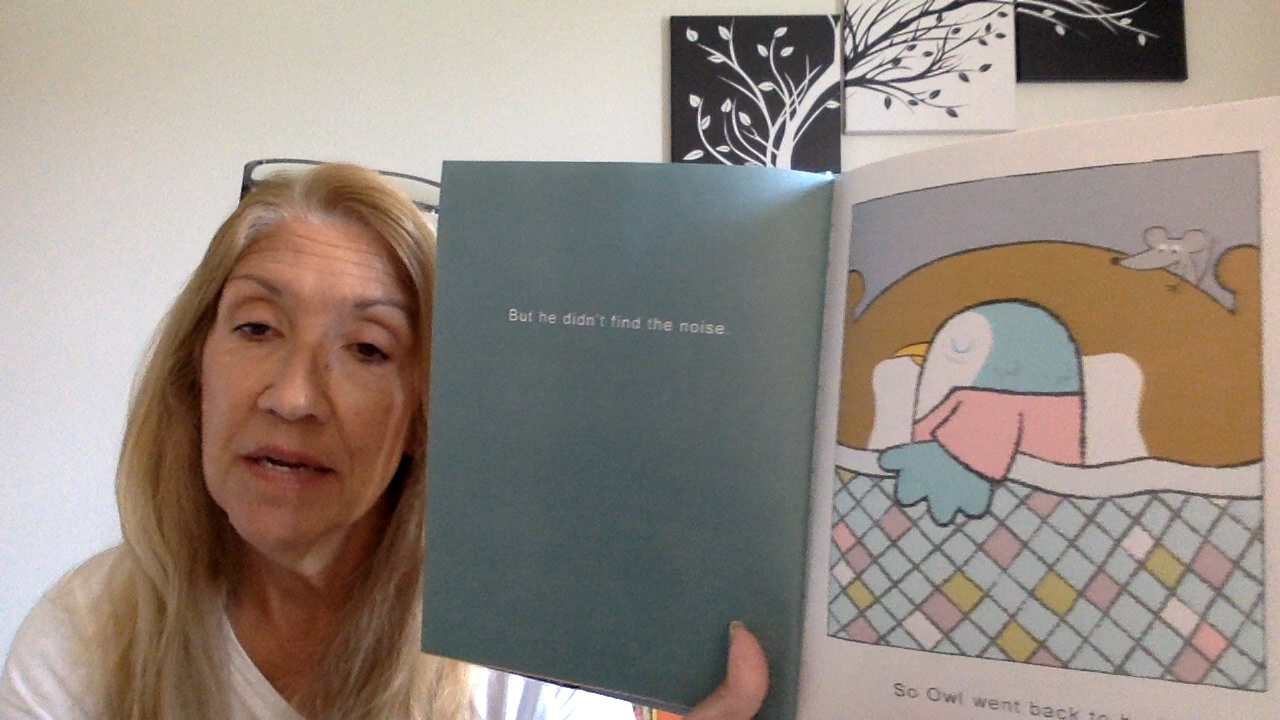 But he didn't find the noise.
So Owl went back to